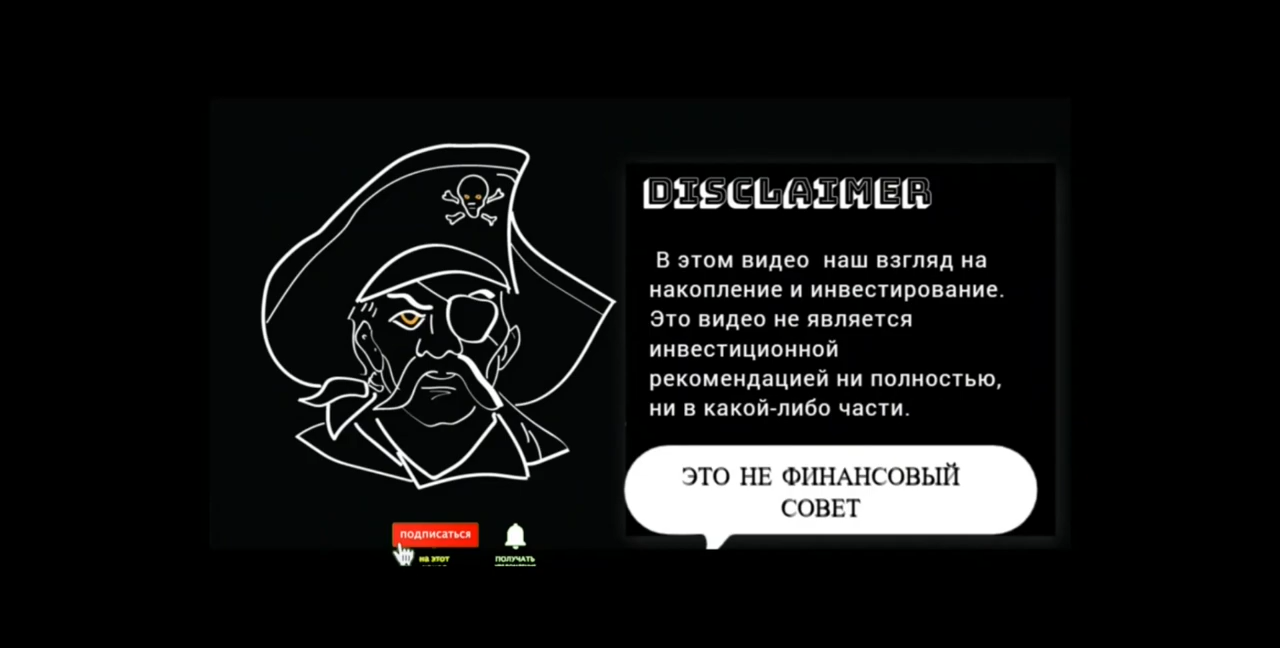 DISCLAIMER
В этом видео наш взгляд на
накопление и инвестирование.
Это видео не является
инвестиционной
рекомендацией ни полностью,
ни в какой-либо части.
ЭТО НЕ ФИНАНСОВЫЙ
СОВЕТ
подписаться
на этот
ПОЛУЧАТЬ